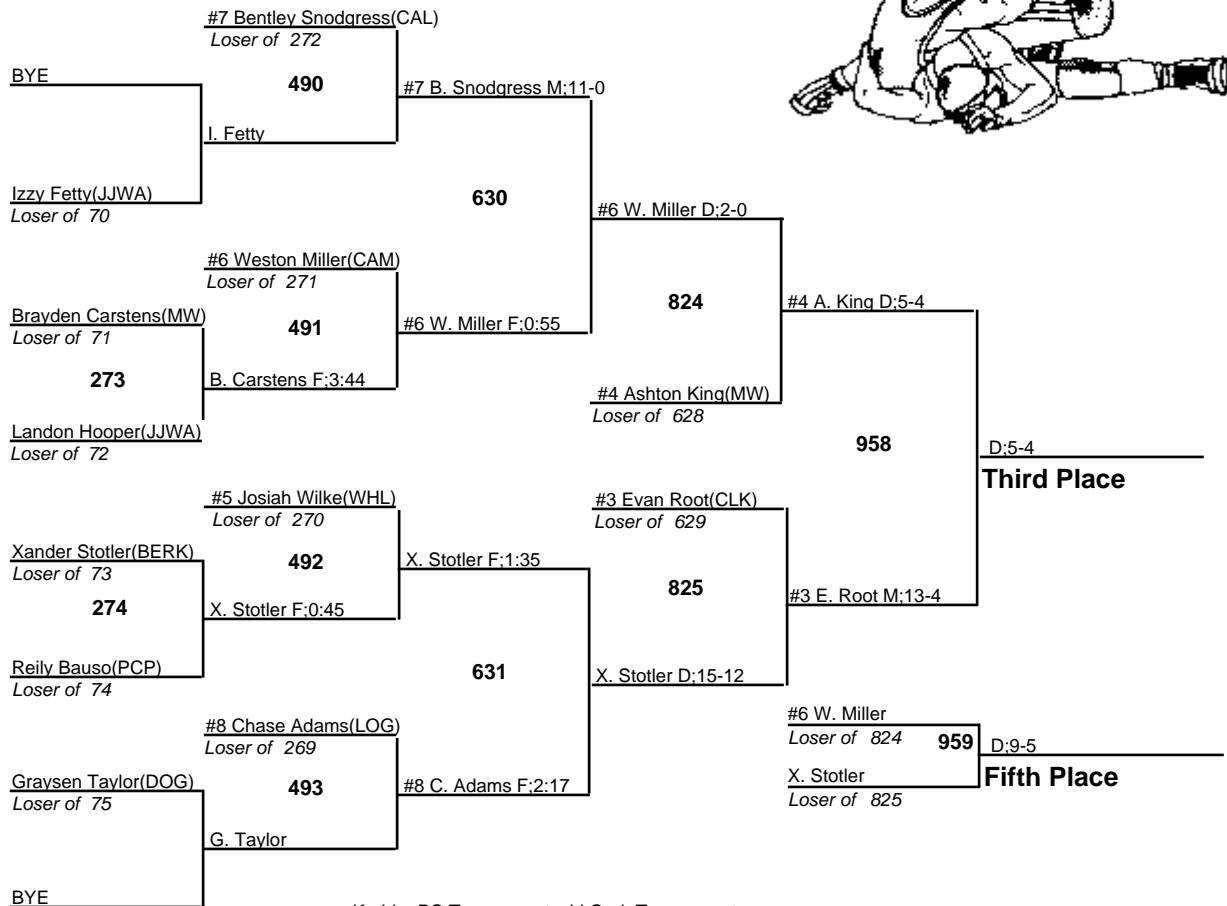 #7 Bentley Snodgress(CAL)
Loser of 272
BYE
490
#7 B. Snodgress M;11-0
I. Fetty
Izzy Fetty(JJWA)
Loser of 70
630
#6 W. Miller D;2-0
#6 Weston Miller(CAM)
Loser of 271
Brayden Carstens(MW)
Loser of 71
491
#6 W. Miller F;0:55
824
#4 A. King D;5-4
273
B. Carstens F;3:44
#4 Ashton King(MW)
Loser of 628
Landon Hooper(JJWA)
Loser of 72
958
D;5-4
Third Place
#5 Josiah Wilke(WHL)
Loser of 270
#3 Evan Root(CLK)
Loser of 629
Xander Stotler(BERK)
Loser of 73
492
X. Stotler F;1:35
825
#3 E. Root M;13-4
274
X. Stotler F;0:45
Reily Bauso(PCP)
Loser of 74
631
X. Stotler D;15-12
#8 Chase Adams(LOG)
Loser of 269
#6 W. Miller
Loser of 824
959
D;9-5
Fifth Place
X. Stotler
Loser of 825
Graysen Taylor(DOG)
Loser of 75
493
#8 C. Adams F;2:17
G. Taylor
BYE